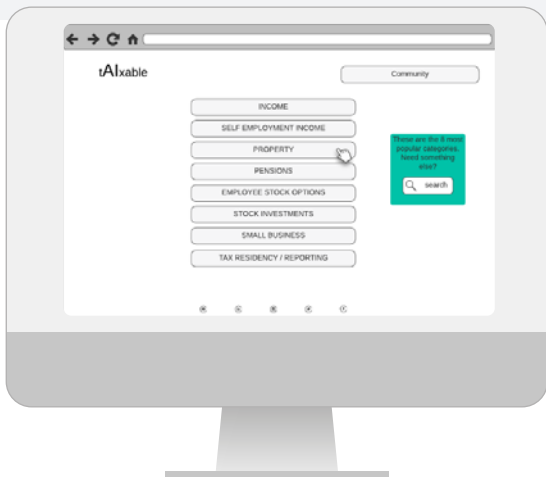 tAIxable
Community
INCOME
SELF EMPLOYMENT INCOME
PROPERTY
PENSIONS
EMPLOYEE STOCK OPTIONS
STOCK INVESTMENTS
SMALL BUSINESS
TAX RESIDENCY / REPORTING
These are the 8 most
popular categories.
Need something
else?
search